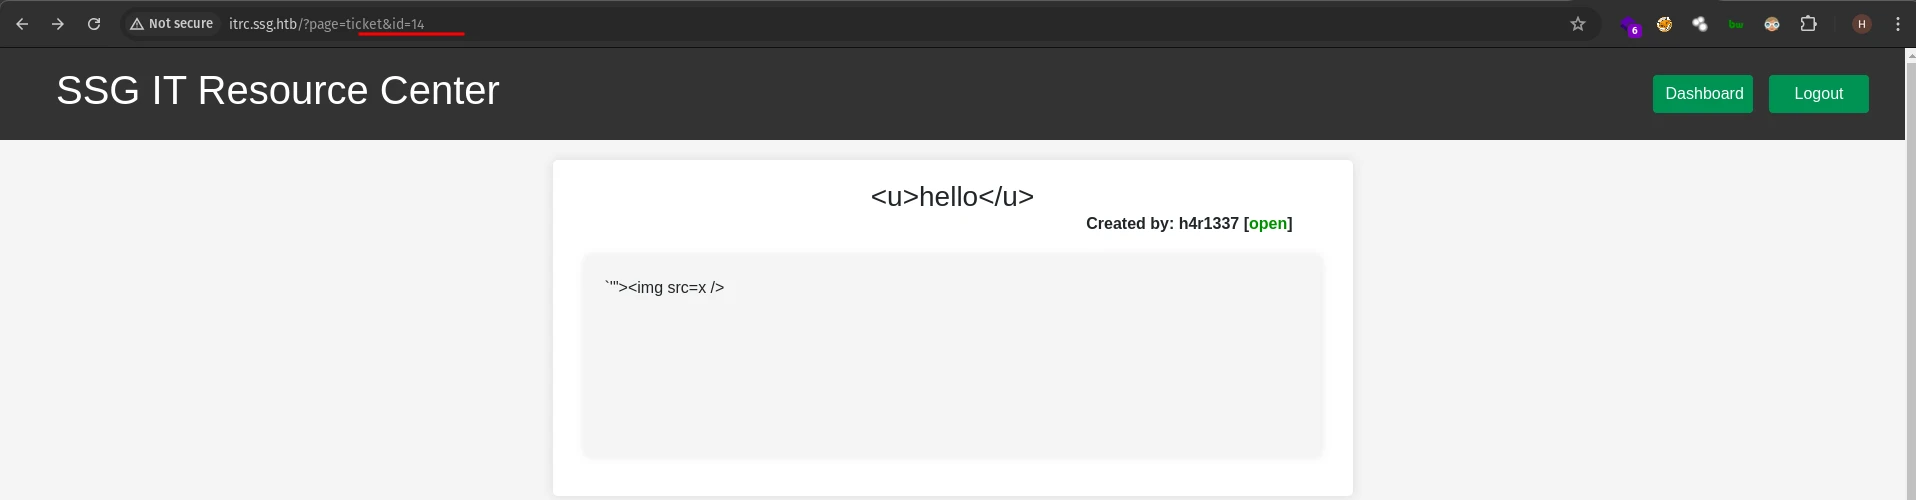 Not secure itrc.ssg.htb/?page=ticket&id=14
6
bw
H
SSG IT Resource Center
Dashboard
Logout
<u>hello</u>
Created by: h4r1337 [open]
`'"><img src=x />